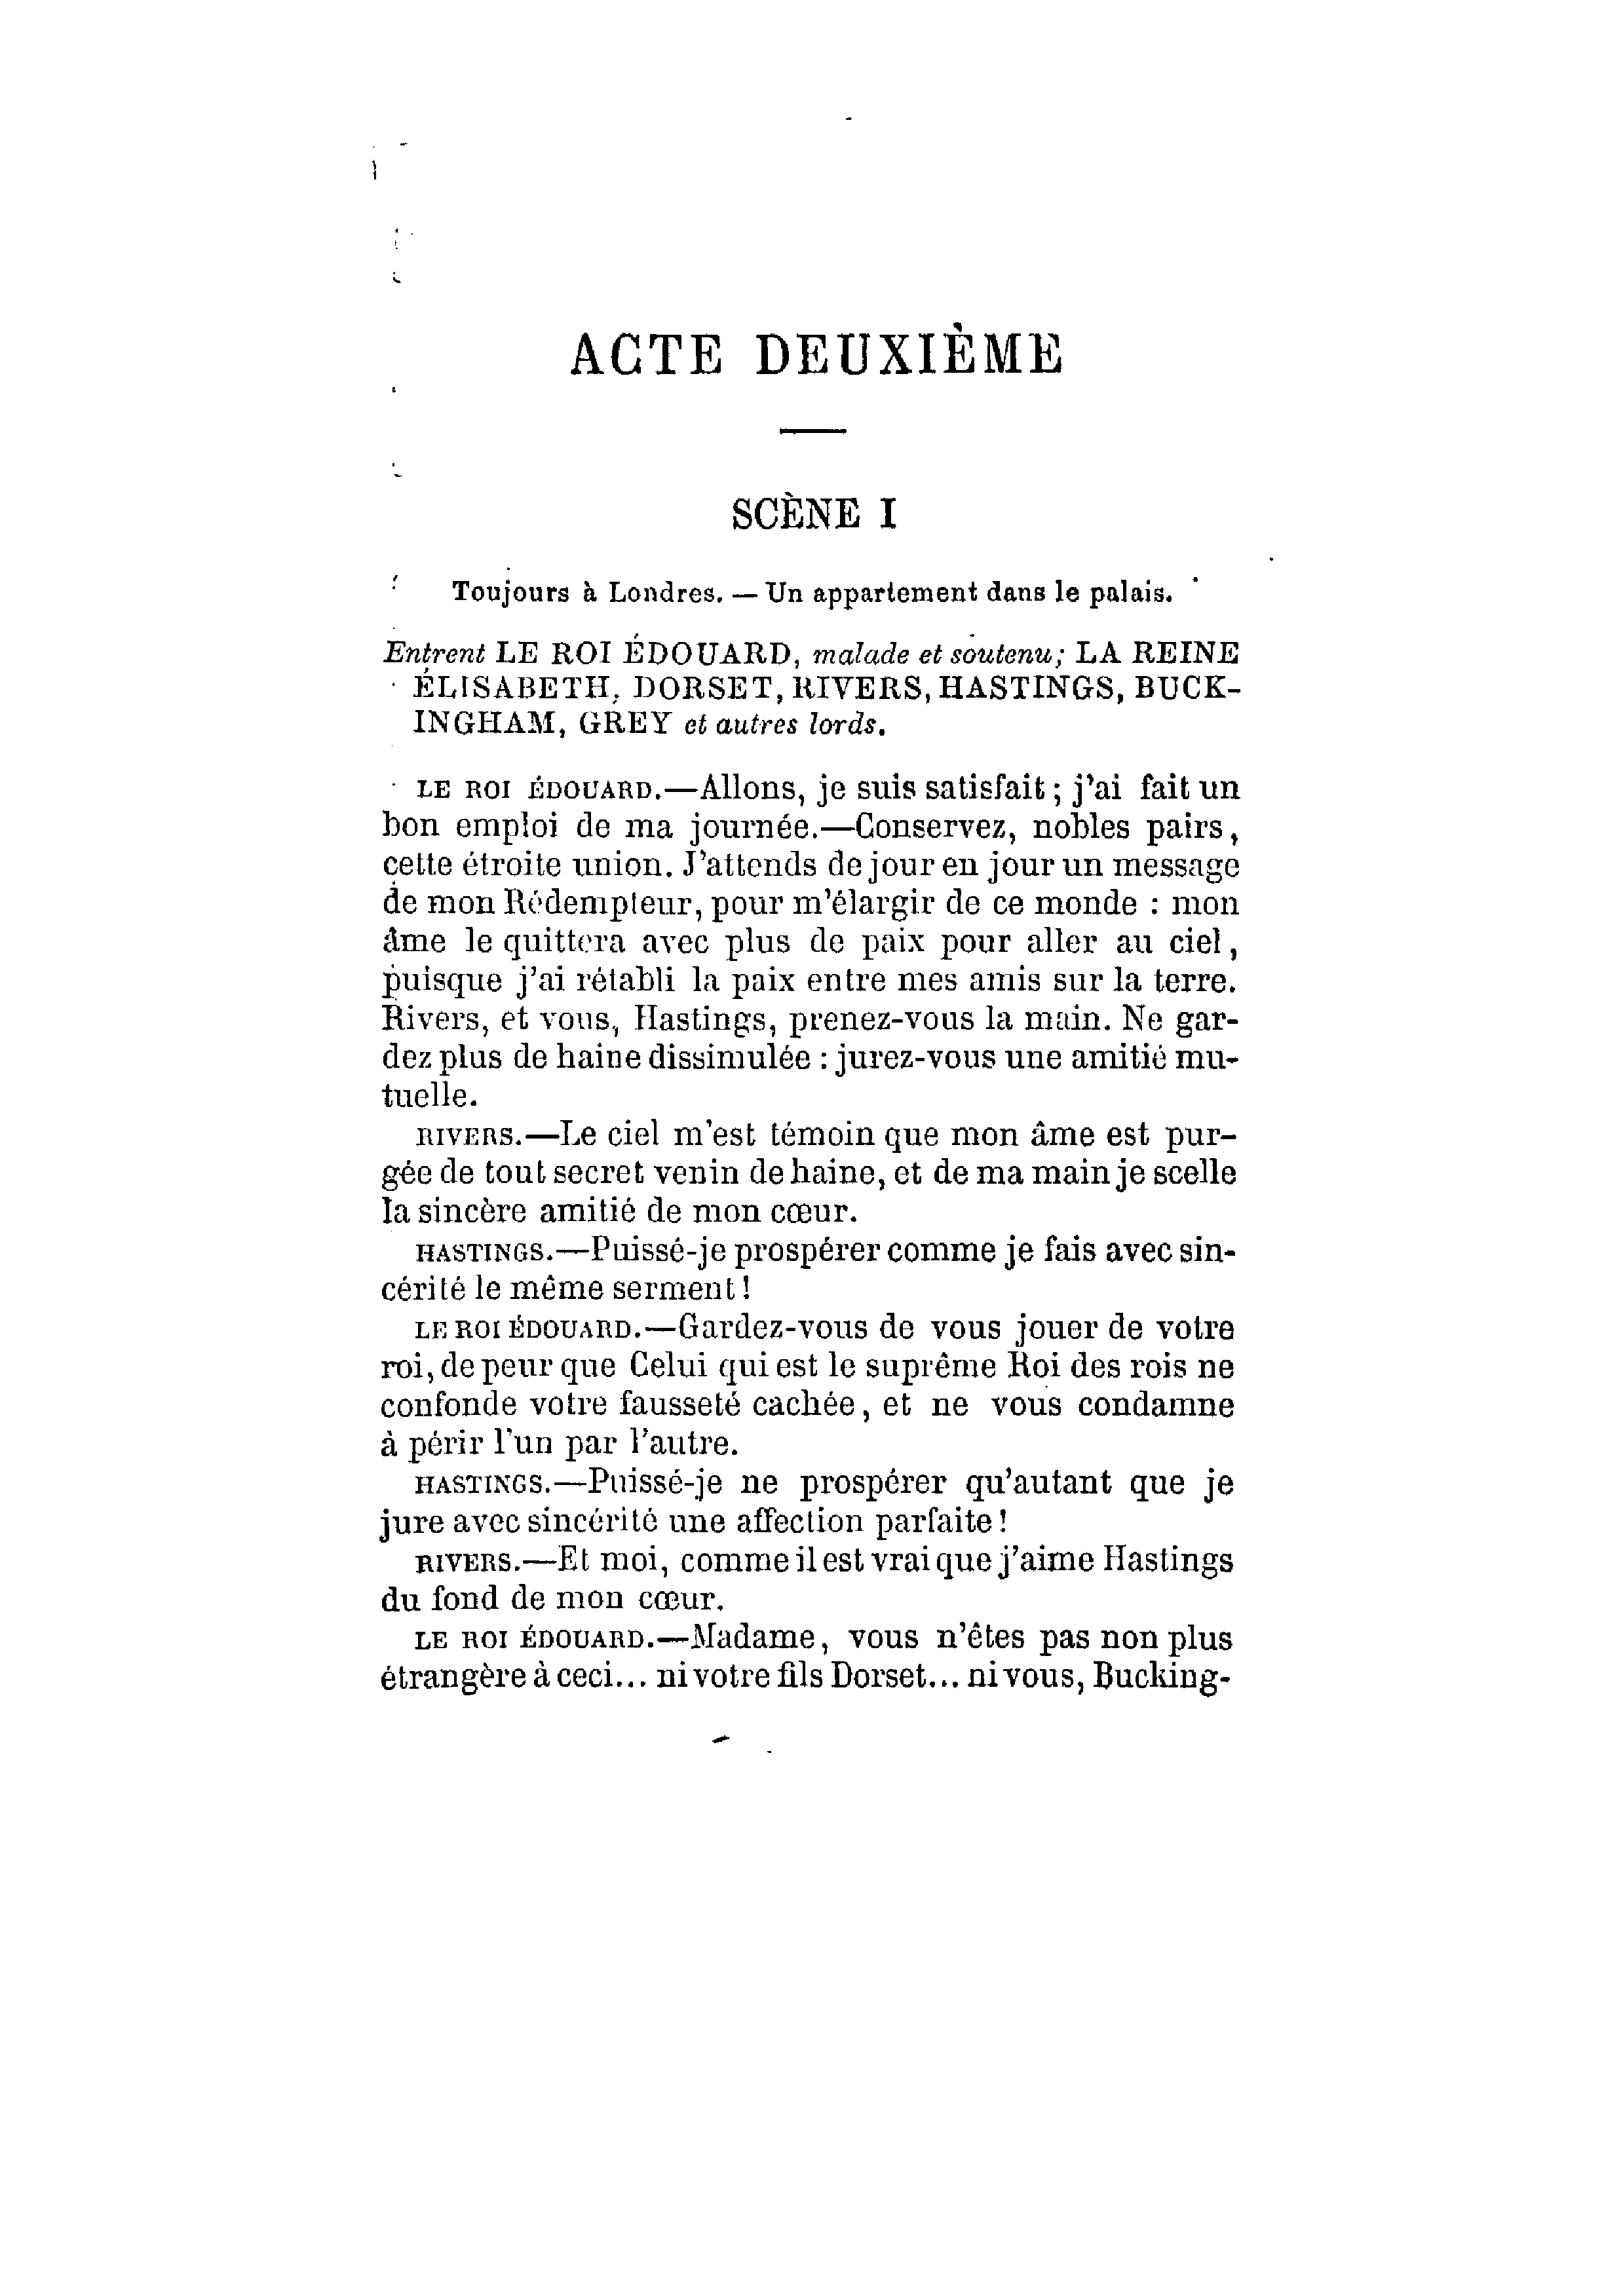 ACTE DEUXIÈME
SCÈNE I
Toujours à Londres. — Un appartement dans le palais.
Entrent LE ROI ÉDOUARD, malade et soutenu; LA REINE
ÉLISABETH, DORSET, RIVERS, HASTINGS, BUCK-
INGHAM, GREY et autres lords.
LE ROI ÉDOUARD.—Allons, je suis satisfait ; j'ai fait un
bon emploi de ma journée.—Conservez, nobles pairs,
cette étroite union. J'attends de jour en jour un message
de mon Rédempteur, pour m'élargir de ce monde : mon
âme le quittera avec plus de paix pour aller au ciel,
puisque j'ai rétabli la paix entre mes amis sur la terre.
Rivers, et vous, Hastings, prenez-vous la main. Ne gar-
dez plus de haine dissimulée : jurez-vous une amitié mu-
tuelle.
RIVERS.—Le ciel m'est témoin que mon âme est pur-
gée de tout secret venin de haine, et de ma main je scelle
la sincère amitié de mon cœur.
HASTINGS.—Puissé-je prospérer comme je fais avec sin-
cérité le même serment !
LE ROI ÉDOUARD.—Gardez-vous de vous jouer de votre
roi, de peur que Celui qui est le suprême Roi des rois ne
confonde votre fausseté cachée, et ne vous condamne
à périr l'un par l'autre.
HASTINGS.—Puissé-je ne prospérer qu'autant que je
jure avec sincérité une affection parfaite !
RIVERS.—Et moi, comme il est vrai que j'aime Hastings
du fond de mon cœur.
LE ROI ÉDOUARD.—Madame, vous n'êtes pas non plus
étrangère à ceci... ni votre fils Dorset... ni vous, Bucking-